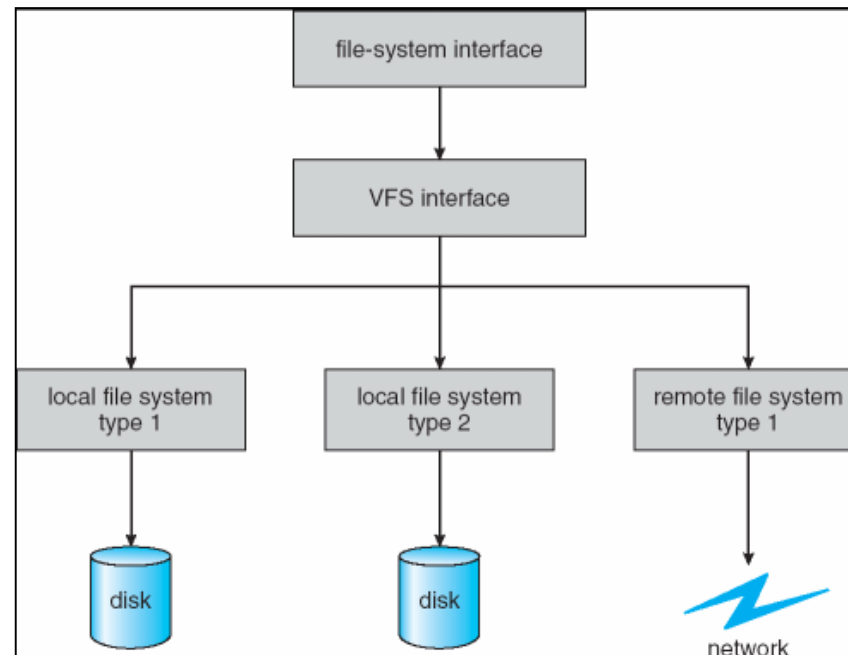 file-system interface
VFS interface
local file system
type 1
local file system
type 2
remote file system
type 1
disk
disk
network